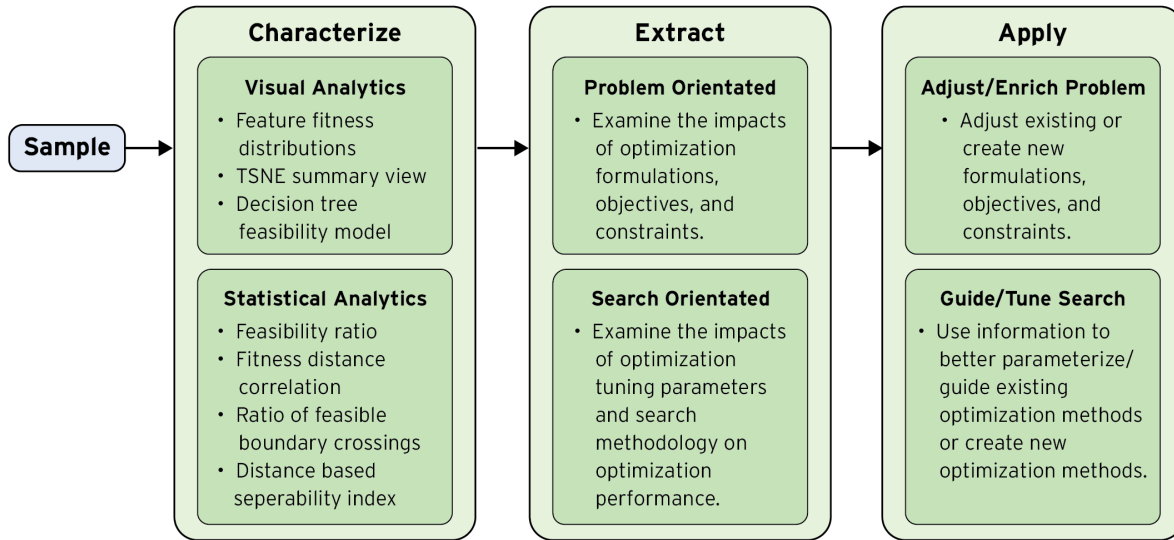 Sample
Characterize
Visual Analytics
• Feature fitness
distributions
• TSNE summary view
• Decision tree
feasibility model
Statistical Analytics
• Feasibility ratio
• Fitness distance
correlation
• Ratio of feasible
boundary crossings
• Distance based
seperability index
Extract
Problem Orientated
• Examine the impacts
of optimization
formulations,
objectives, and
constraints.
Search Orientated
• Examine the impacts
of optimization
tuning parameters
and search
methodology on
optimization
performance.
Apply
Adjust/Enrich Problem
• Adjust existing or
create new
formulations,
objectives, and
constraints.
Guide/Tune Search
• Use information to
better parameterize/
guide existing
optimization methods
or create new
optimization methods.